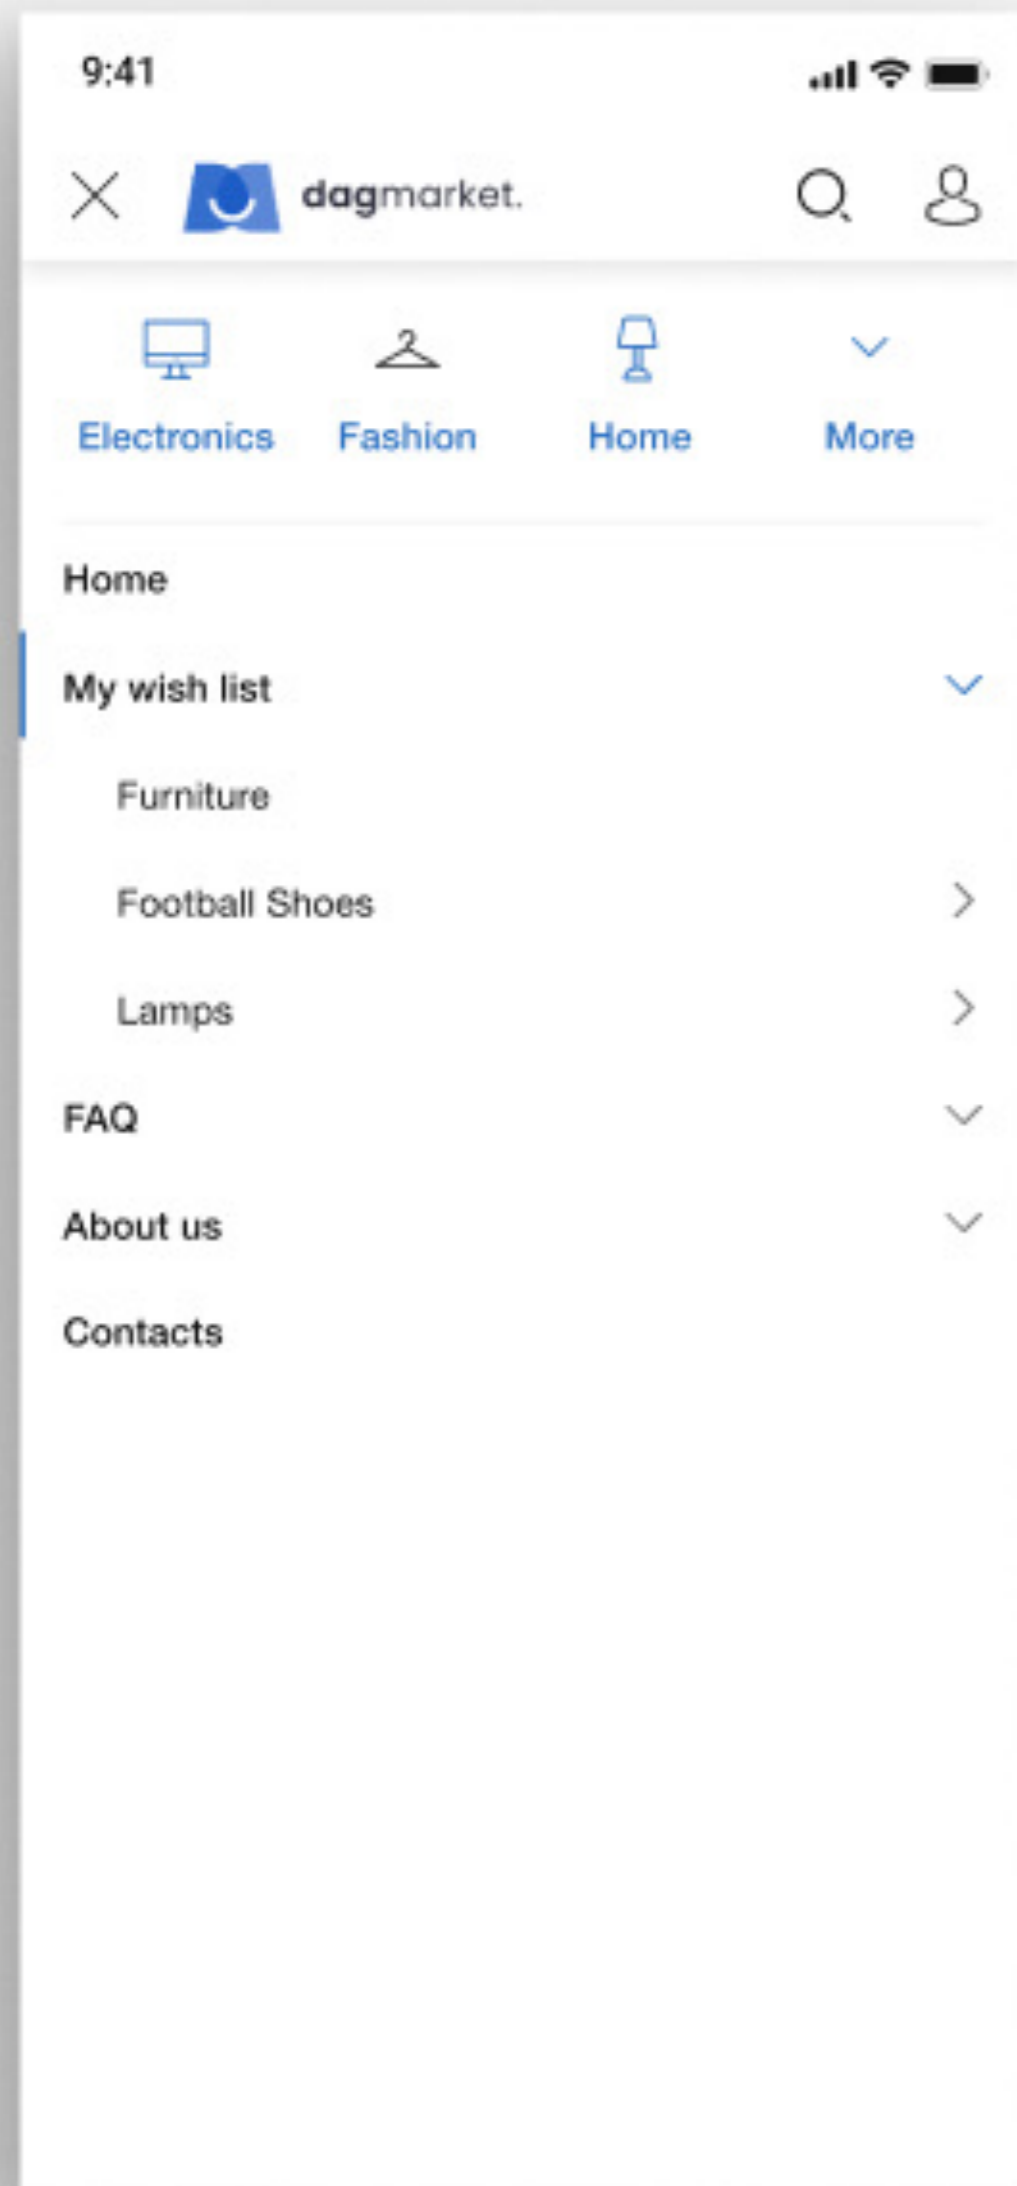 9:41
dagmarket.
Electronics Fashion Home More
Home
My wish list
Furniture
Football Shoes
Lamps
FAQ
About us
Contacts